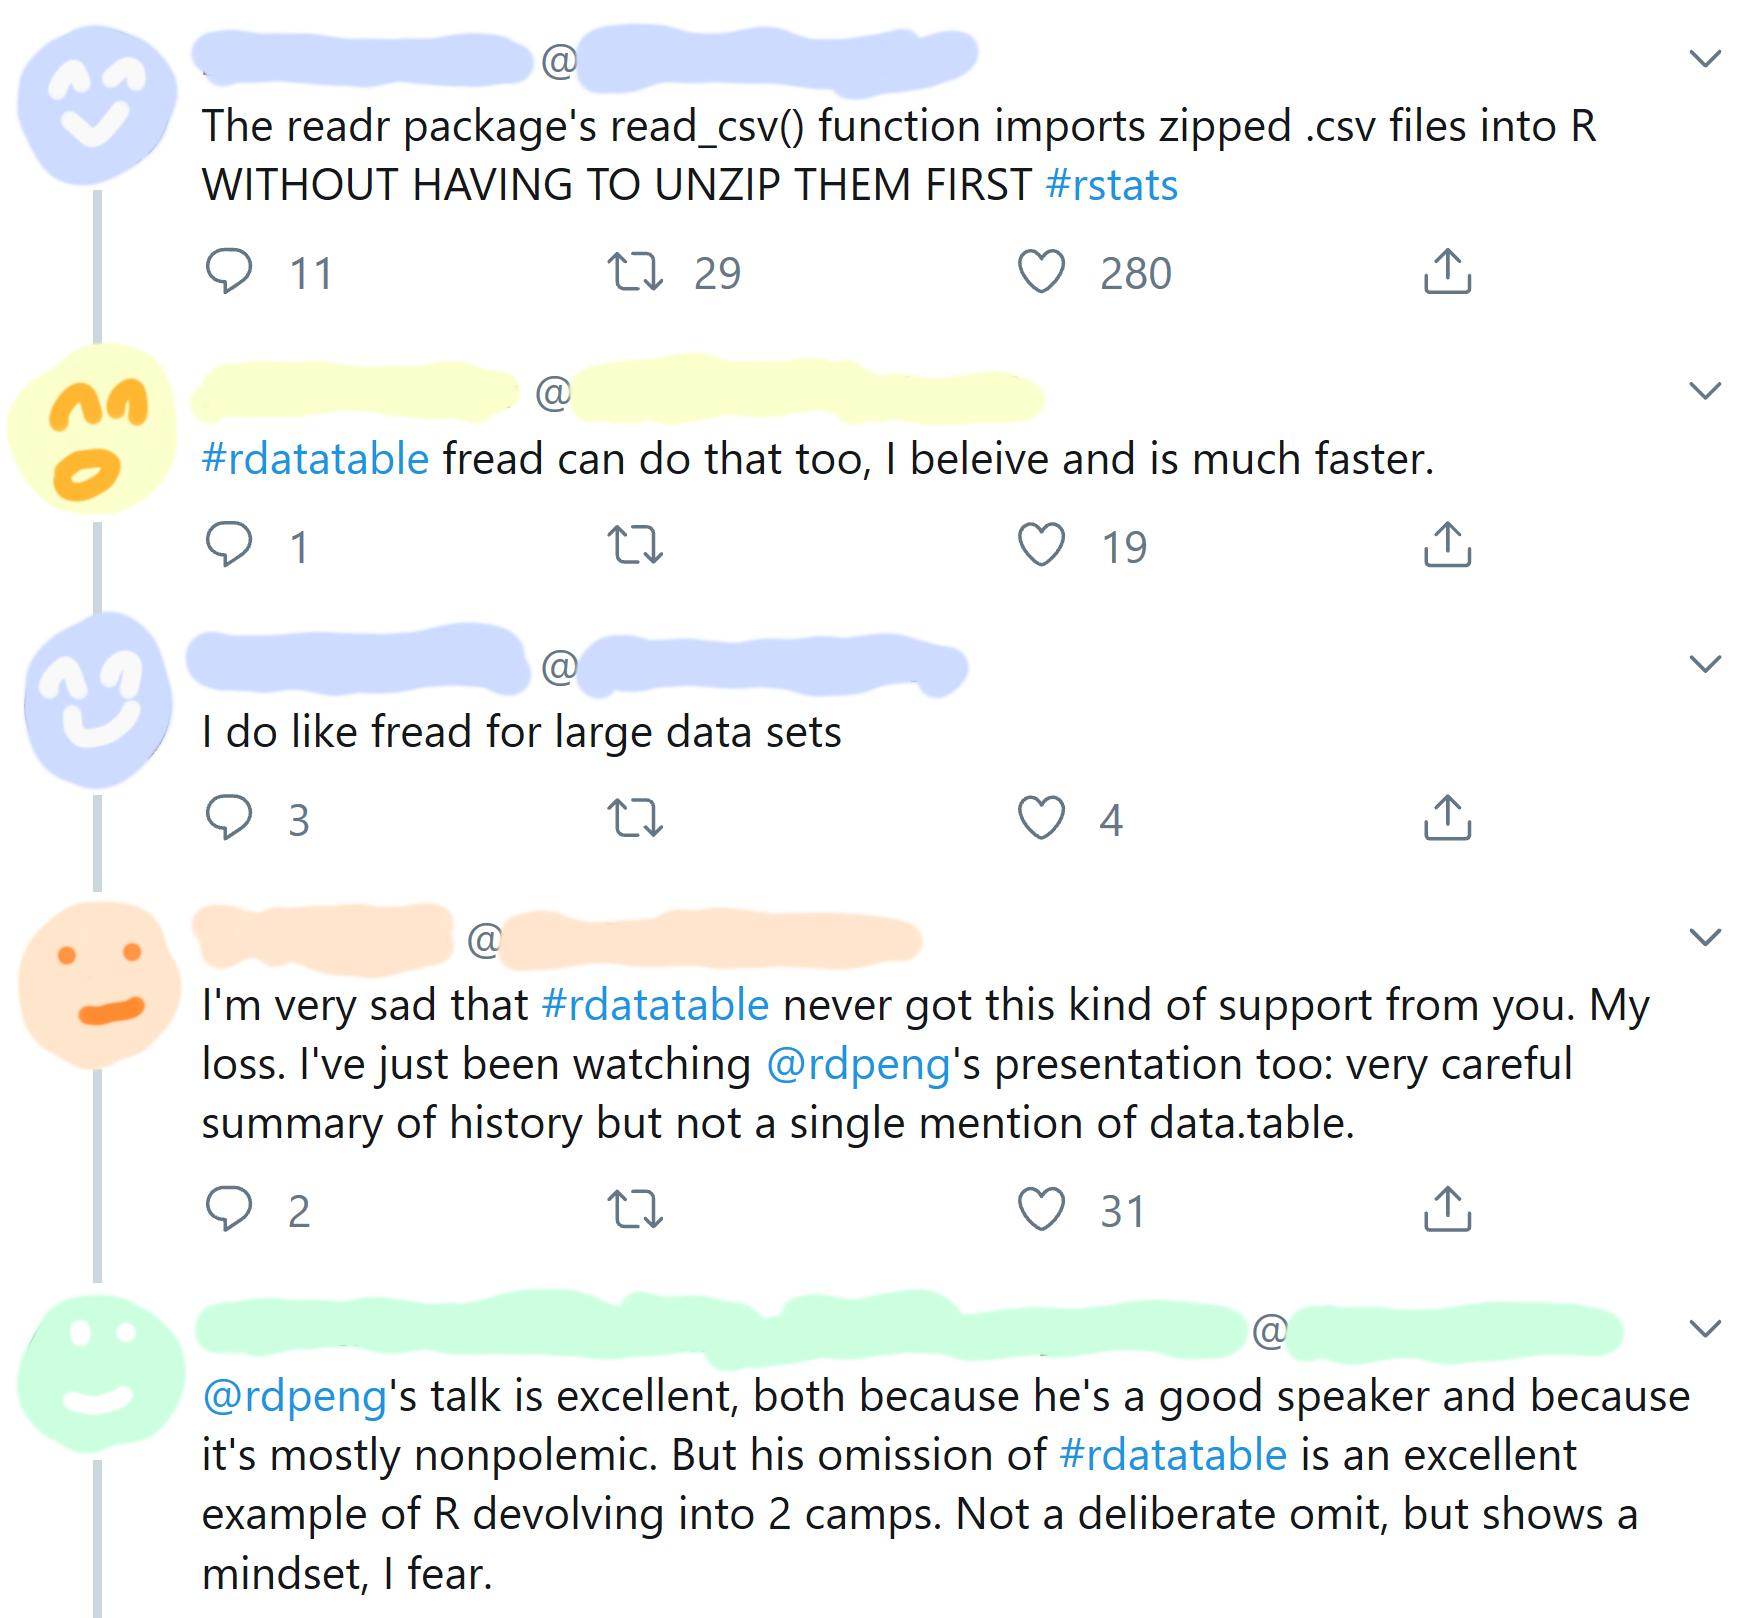 @
The readr package's read_csv() function imports zipped .csv files into R
WITHOUT HAVING TO UNZIP THEM FIRST #rstats
11 29 280
@
#rdatatable fread can do that too, I beleive and is much faster.
1 19
@
I do like fread for large data sets
3 4
@
I'm very sad that #rdatatable never got this kind of support from you. My
loss. I've just been watching @rdpeng's presentation too: very careful
summary of history but not a single mention of data.table.
2 31
@
@rdpeng's talk is excellent, both because he's a good speaker and because
it's mostly nonpolemic. But his omission of #rdatatable is an excellent
example of R devolving into 2 camps. Not a deliberate omit, but shows a
mindset, I fear.